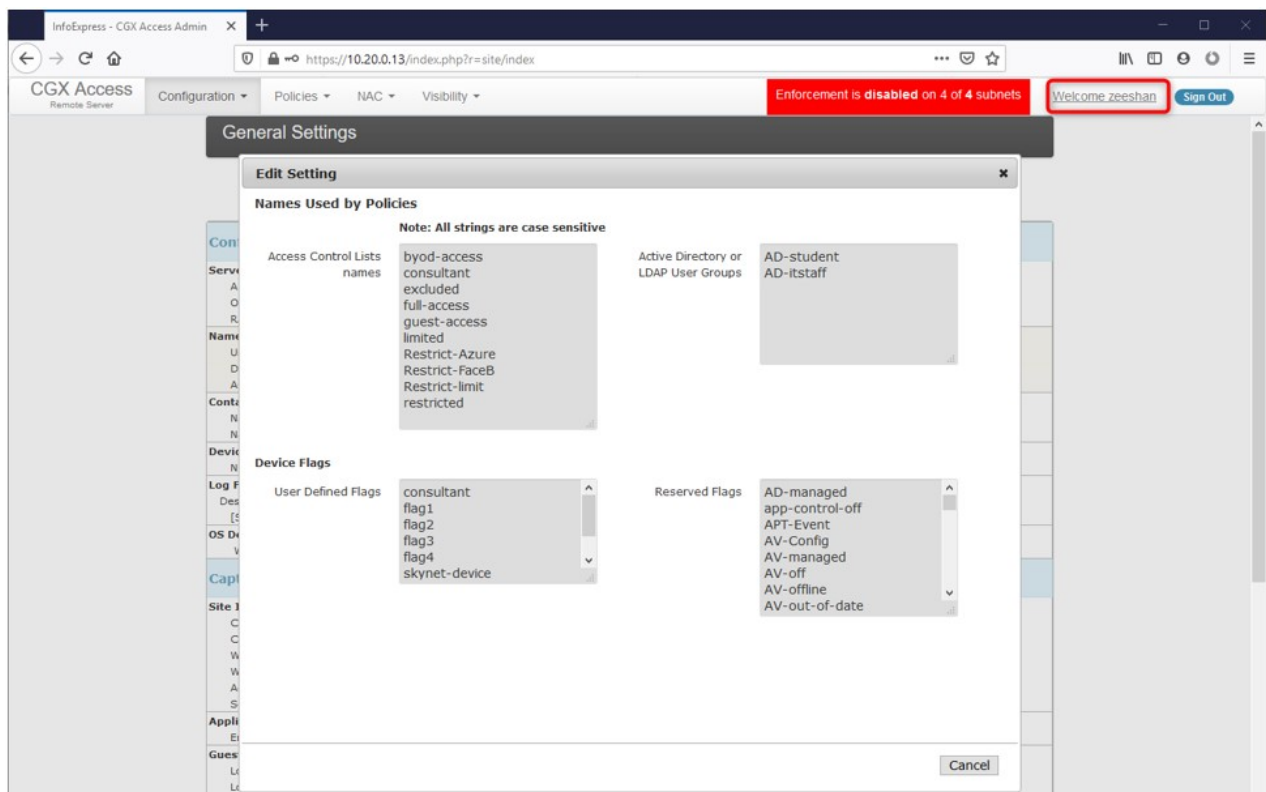 InfoExpress - CGX Access Admin
https://10.20.0.13/index.php?r=site/index
CGX Access
Remote Server
Configuration
Policies
NAC
Visibility
Enforcement is disabled on 4 of 4 subnets
Welcome zeeshan
Sign Out
General Settings
Edit Setting
Names Used by Policies
Note: All strings are case sensitive
Access Control Lists
names
byod-access
consultant
excluded
full-access
guest-access
limited
Restrict-Azure
Restrict-FaceB
Restrict-limit
restricted
Active Directory or
LDAP User Groups
AD-student
AD-itstaff
Device Flags
User Defined Flags
consultant
flag1
flag2
flag3
flag4
skynet-device
Reserved Flags
AD-managed
app-control-off
APT-Event
AV-Config
AV-managed
AV-off
AV-offline
AV-out-of-date
Cancel